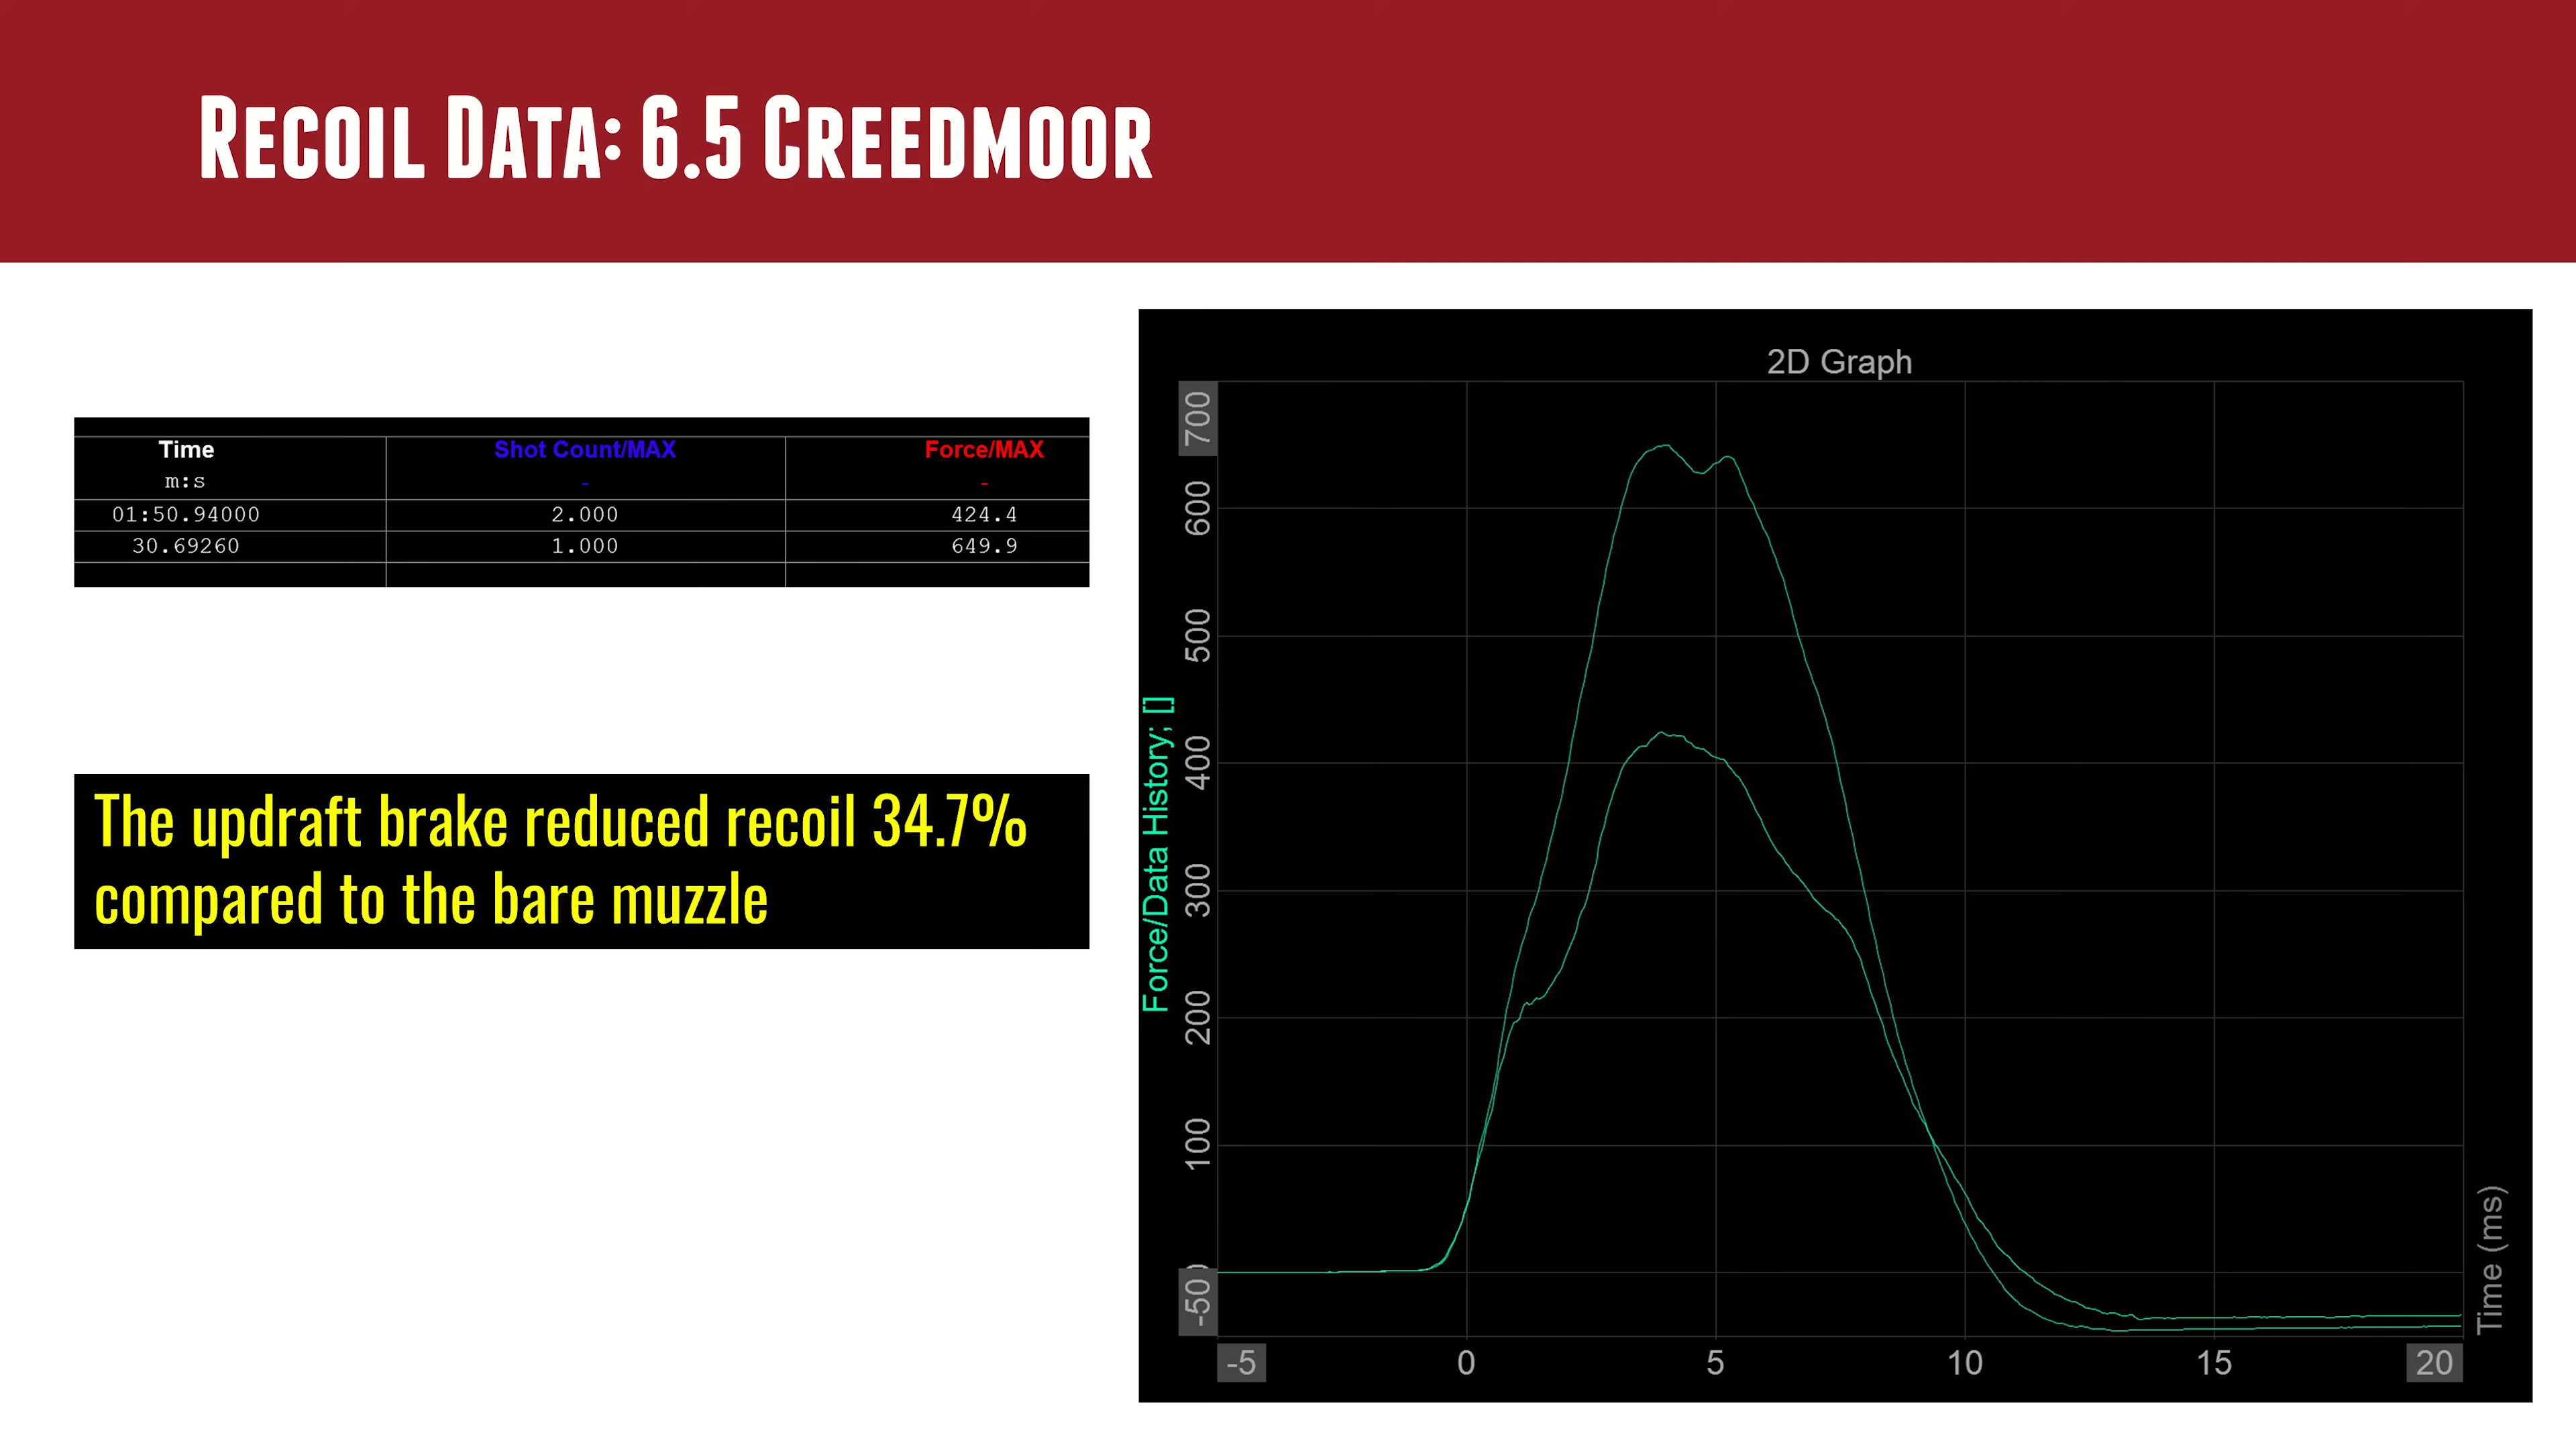 RECOIL DATA: 6.5 CREEDMOOR
Time Shot Count/MAX Force/MAX
m:s - -
01:50.94000 2.000 424.4
30.69260 1.000 649.9
The updraft brake reduced recoil 34.7%
compared to the bare muzzle
2D Graph
Force/Data History; []
700
600
500
400
300
200
100
0
-50
-5 0 5 10 15 20
Time (ms)